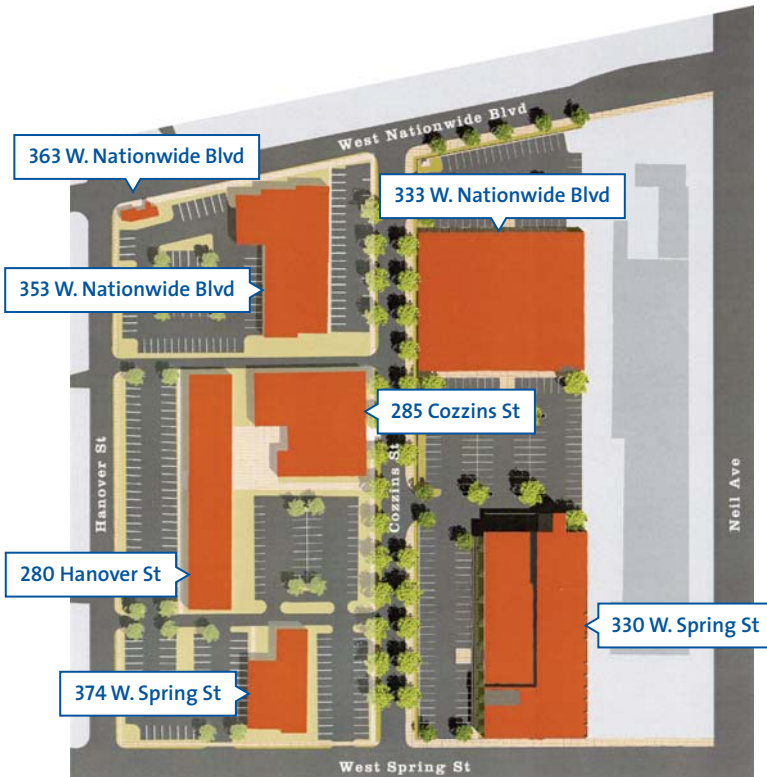 West Nationwide Blvd
363 W. Nationwide Blvd
333 W. Nationwide Blvd
353 W. Nationwide Blvd
285 Cozzins St
Hanover St
Cozzins St
Neil Ave
280 Hanover St
330 W. Spring St
374 W. Spring St
West Spring St